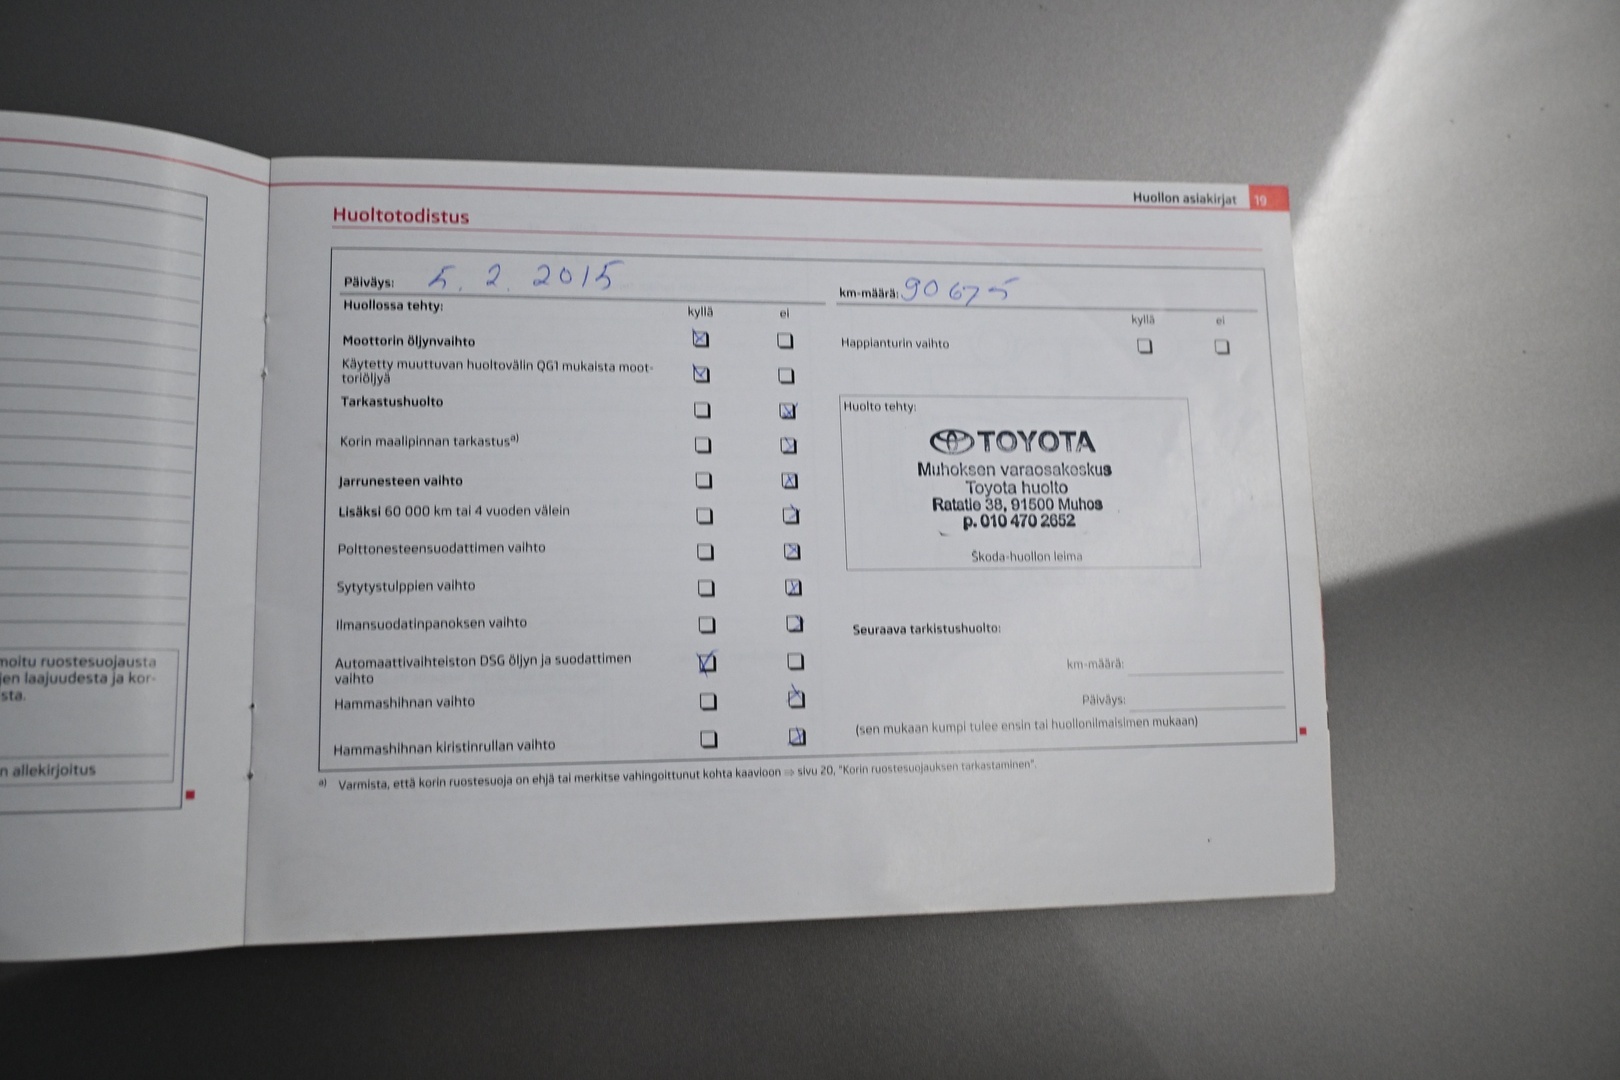 moitu ruostesuojausta
jen laajuudesta ja kor-
sta.
n allekirjoitus
Huollon asiakirjat 19
Huoltotodistus
Päiväys: 5. 2. 2015
km-määrä: 90675
Huollossa tehty: kyllä ei
Moottorin öljynvaihto
Käytetty muuttuvan huoltovälin QG1 mukaista moot-
toriöljyä
Tarkastushuolto
Korin maalipinnan tarkastusa)
Jarrunesteen vaihto
Lisäksi 60 000 km tai 4 vuoden välein
Polttonesteensuodattimen vaihto
Sytytystulppien vaihto
Ilmansuodatinpanoksen vaihto
Automaattivaihteiston DSG öljyn ja suodattimen
vaihto
Hammashihnan vaihto
Hammashihnan kiristinrullan vaihto
kyllä ei
Happianturin vaihto
Huolto tehty:
TOYOTA
Muhoksen varaosakeskus
Toyota huolto
Ratatie 38, 91500 Muhos
p. 010 470 2652
Škoda-huollon leima
Seuraava tarkistushuolto:
km-määrä:
Päiväys:
(sen mukaan kumpi tulee ensin tai huollonilmaisimen mukaan)
a) Varmista, että korin ruostesuoja on ehjä tai merkitse vahingoittunut kohta kaavioon ⇒ sivu 20, "Korin ruostesuojauksen tarkastaminen".